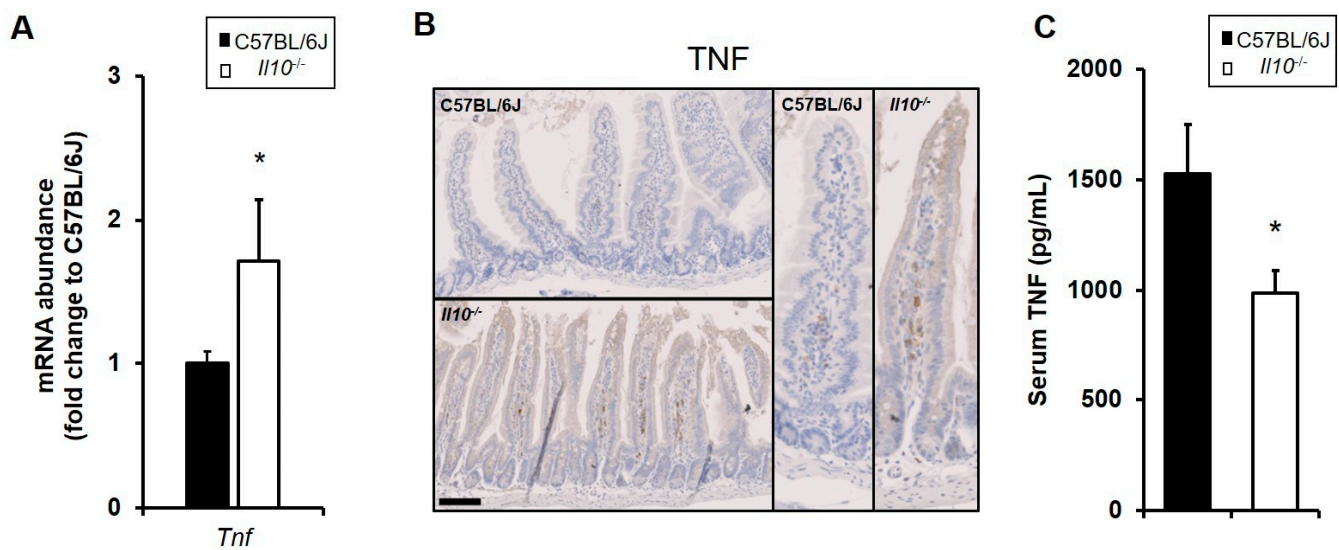 A
C57BL/6J
Il10-/-
mRNA abundance
(fold change to C57BL/6J)
3
2
1
0
*
Tnf
B
TNF
C57BL/6J
Il10-/-
C57BL/6J
Il10-/-
C
C57BL/6J
Il10-/-
Serum TNF (pg/mL)
2000
1500
1000
500
0
*